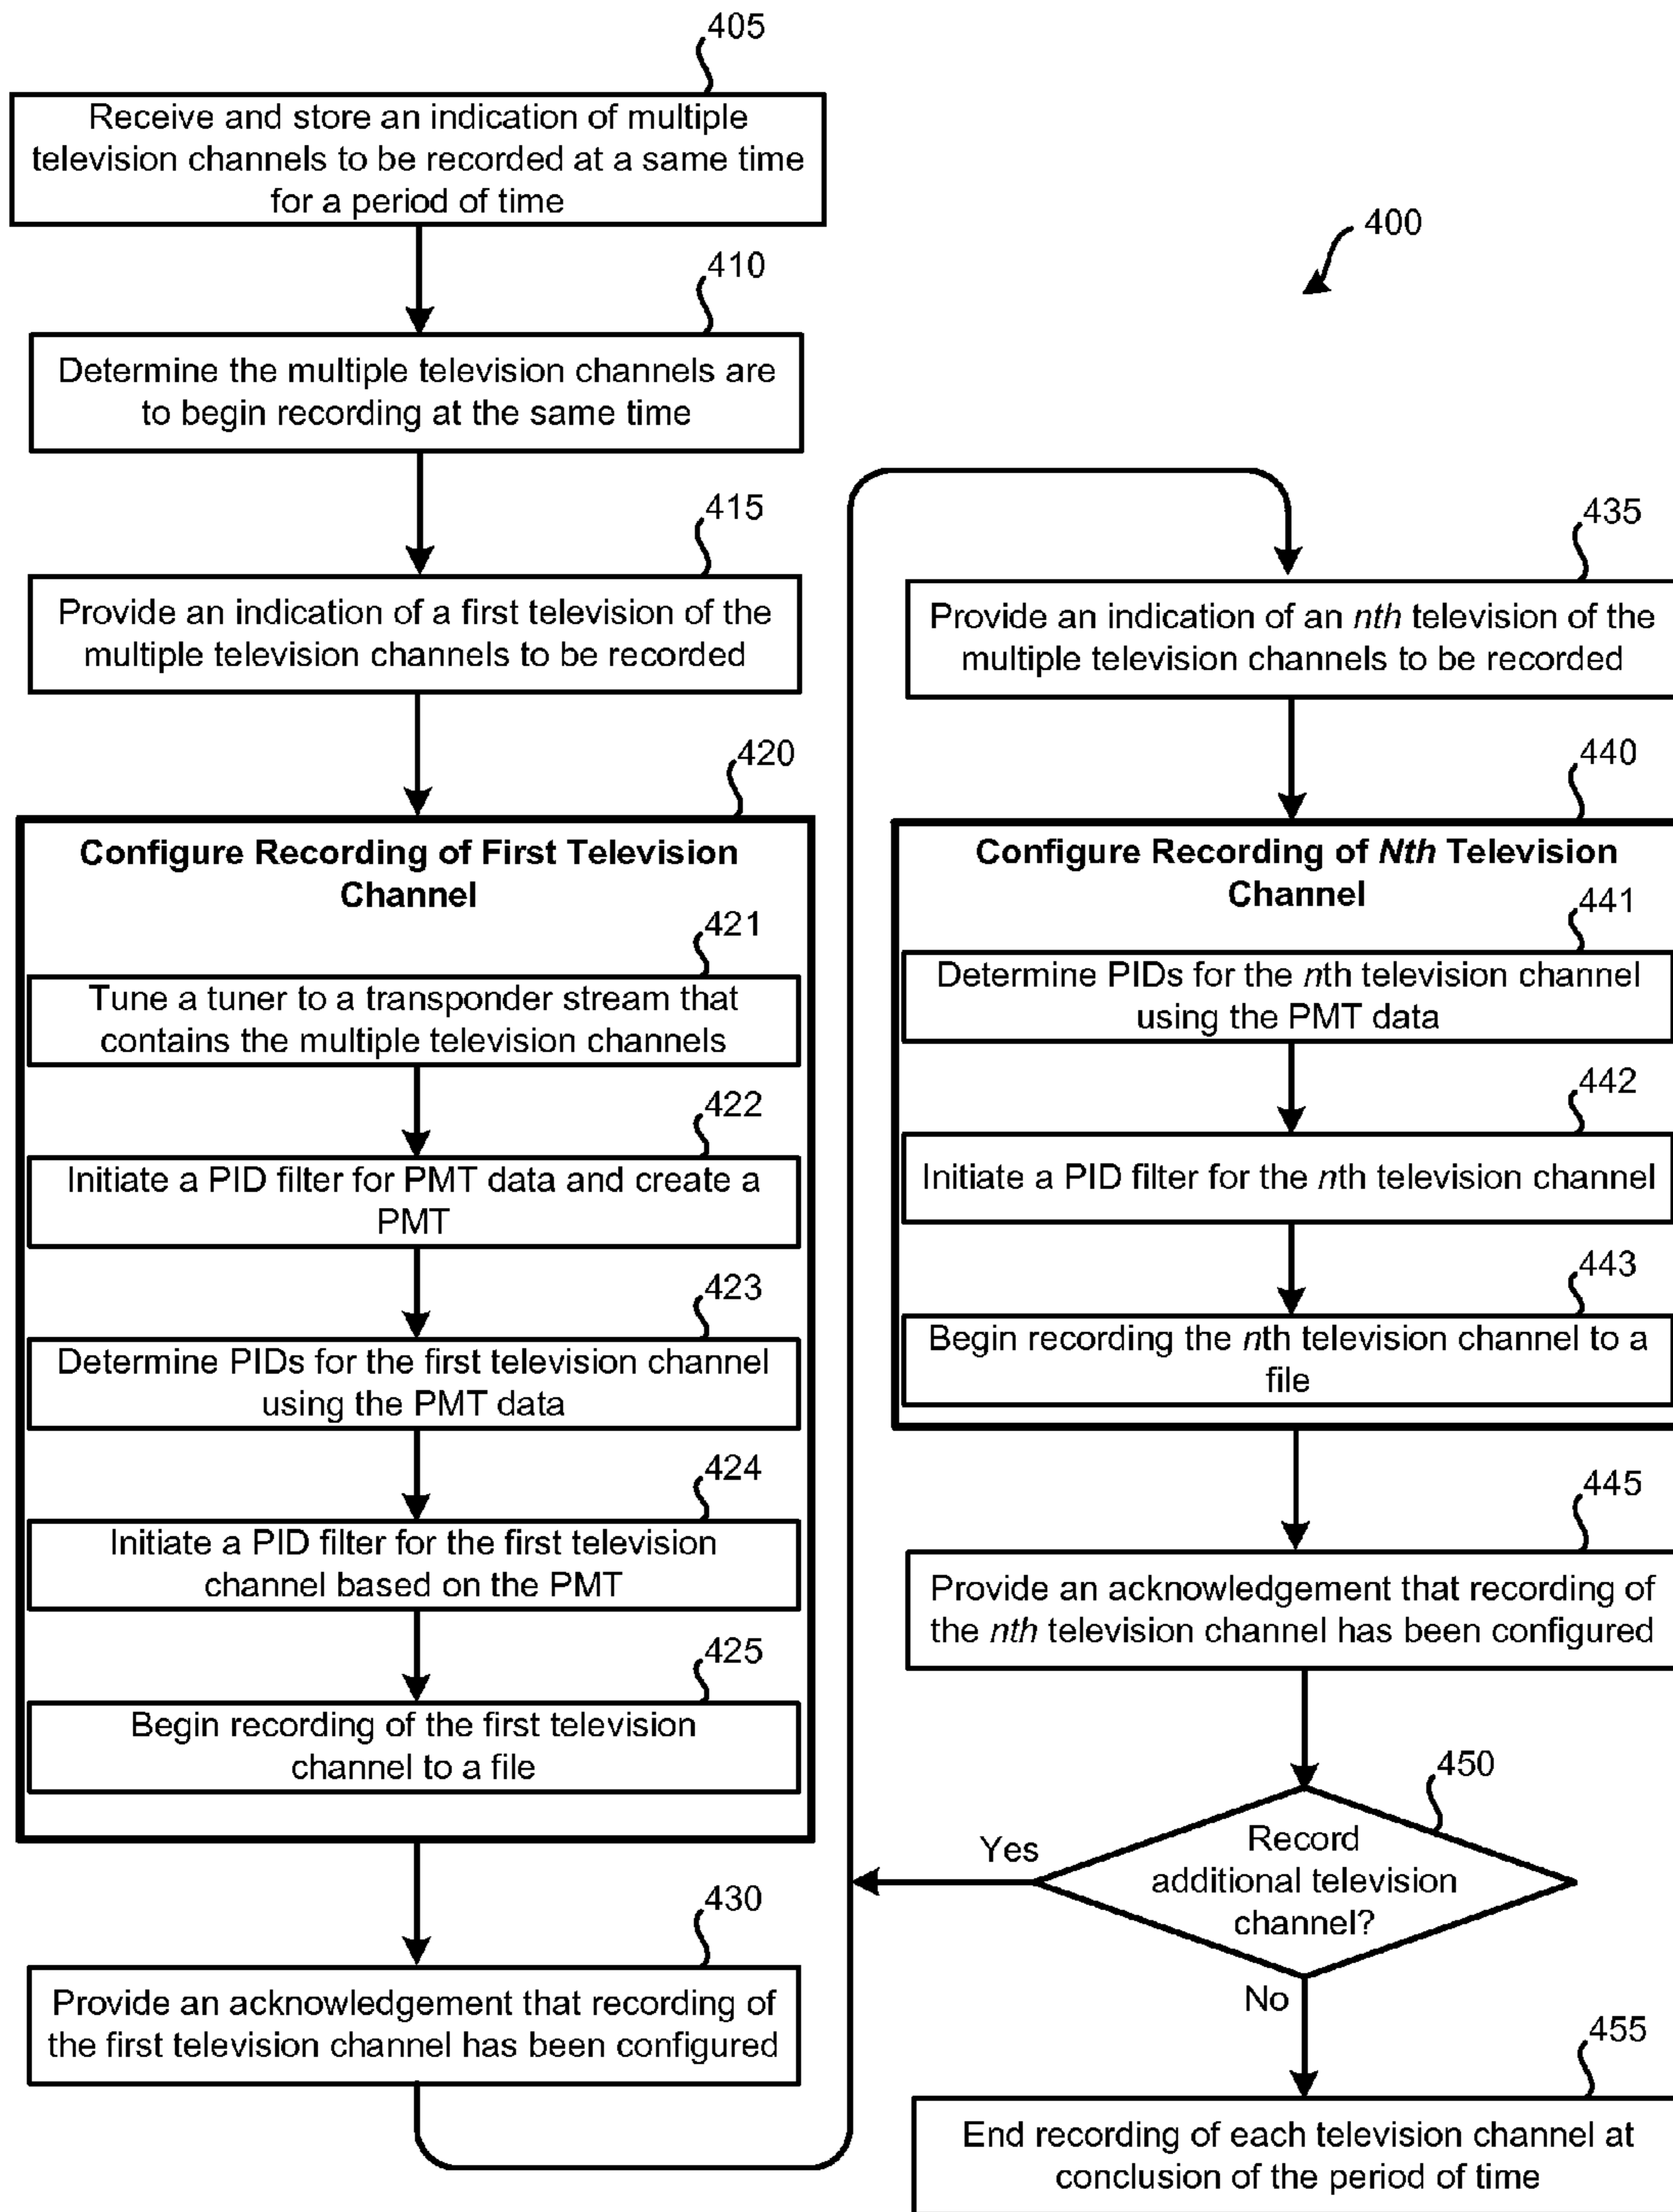 405
Receive and store an indication of multiple
television channels to be recorded at a same time
for a period of time
410
Determine the multiple television channels are
to begin recording at the same time
415
Provide an indication of a first television of the
multiple television channels to be recorded
420
Configure Recording of First Television
Channel
421
Tune a tuner to a transponder stream that
contains the multiple television channels
422
Initiate a PID filter for PMT data and create a
PMT
423
Determine PIDs for the first television channel
using the PMT data
424
Initiate a PID filter for the first television
channel based on the PMT
425
Begin recording of the first television
channel to a file
430
Provide an acknowledgement that recording of
the first television channel has been configured
400
435
Provide an indication of an nth television of the
multiple television channels to be recorded
440
Configure Recording of Nth Television
Channel
441
Determine PIDs for the nth television channel
using the PMT data
442
Initiate a PID filter for the nth television channel
443
Begin recording the nth television channel to a
file
445
Provide an acknowledgement that recording of
the nth television channel has been configured
450
Record
additional television
channel?
Yes
No
455
End recording of each television channel at
conclusion of the period of time